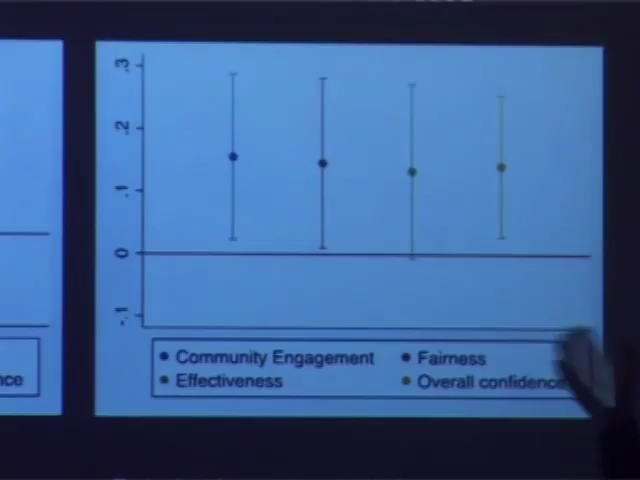 .3
.2
.1
0
-.1
Community Engagement
Fairness
Effectiveness
Overall confidence
nce